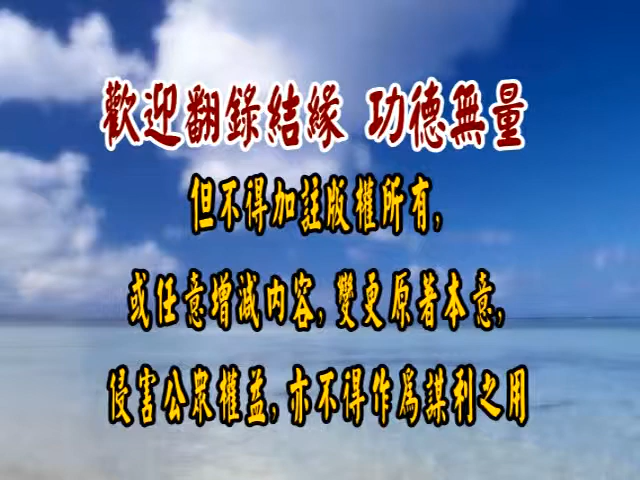 歡迎翻錄結緣 功德無量
但不得加註版權所有,
或任意增減內容,變更原著本意,
侵害公眾權益,亦不得作為謀利之用